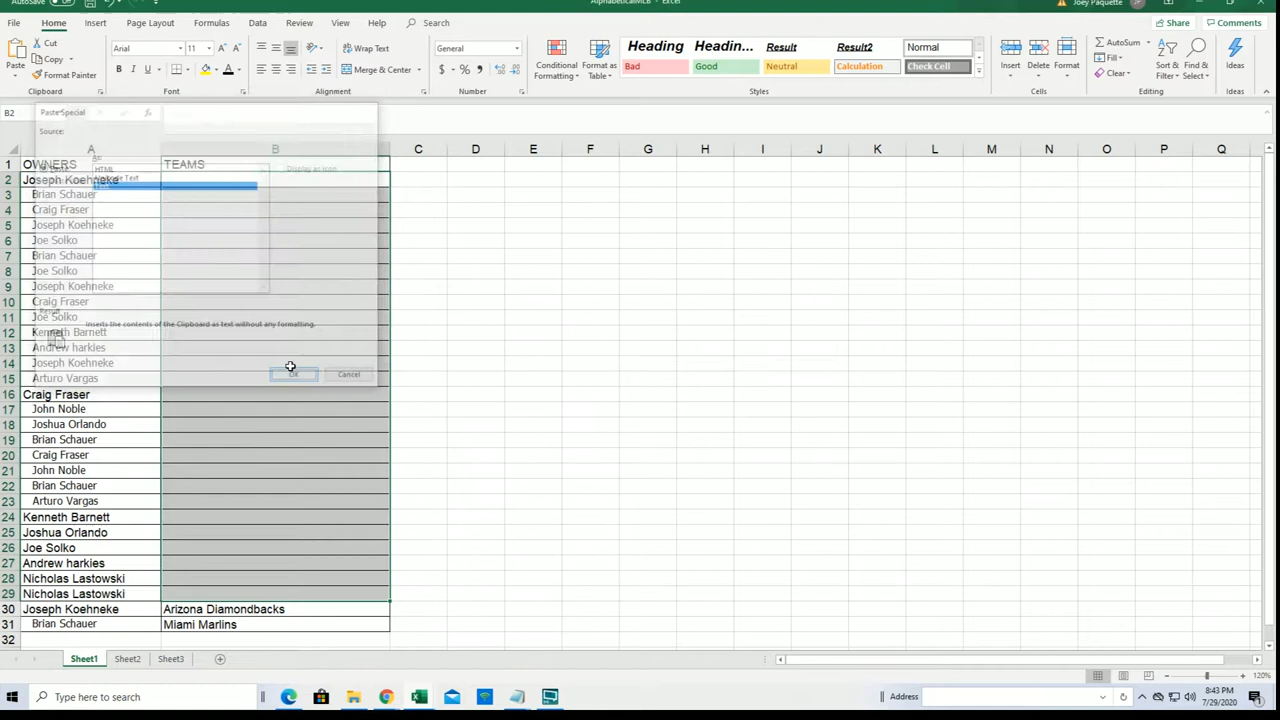 AutoSave Off AlphabeticalMLB - Excel Joey Paquette JP
File Home Insert Page Layout Formulas Data Review View Help Search Share Comments
Paste Cut Copy Format Painter
Arial 11 Wrap Text Merge & Center General
Conditional Formatting Format as Table
Heading Headin... Result Result2 Normal
Bad Good Neutral Calculation Check Cell
Insert Delete Format AutoSum Fill Clear Sort & Filter Find & Select Ideas
Clipboard Font Alignment Number Styles Cells Editing Ideas
B2
Paste Special
Source:
As:
HTML
Unicode Text
Text
Display as icon
Result
Inserts the contents of the Clipboard as text without any formatting.
OK Cancel
A B C D E F G H I J K L M N O P Q
1 OWNERS TEAMS
2 Joseph Koehneke
3 Brian Schauer
4 Craig Fraser
5 Joseph Koehneke
6 Joe Solko
7 Brian Schauer
8 Joe Solko
9 Joseph Koehneke
10 Craig Fraser
11 Joe Solko
12 Kenneth Barnett
13 Andrew harkies
14 Joseph Koehneke
15 Arturo Vargas
16 Craig Fraser
17 John Noble
18 Joshua Orlando
19 Brian Schauer
20 Craig Fraser
21 John Noble
22 Brian Schauer
23 Arturo Vargas
24 Kenneth Barnett
25 Joshua Orlando
26 Joe Solko
27 Andrew harkies
28 Nicholas Lastowski
29 Nicholas Lastowski
30 Joseph Koehneke Arizona Diamondbacks
31 Brian Schauer Miami Marlins
32
Sheet1 Sheet2 Sheet3
120%
Type here to search Address 8:43 PM
7/29/2020